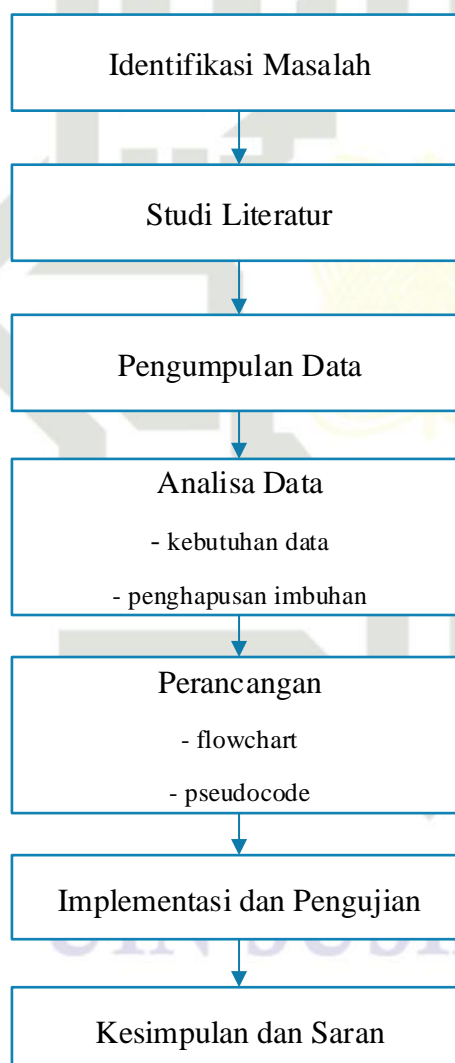 Identifikasi Masalah
Studi Literatur
Pengumpulan Data
Analisa Data
- kebutuhan data
- penghapusan imbuhan
Perancangan
- flowchart
- pseudocode
Implementasi dan Pengujian
Kesimpulan dan Saran